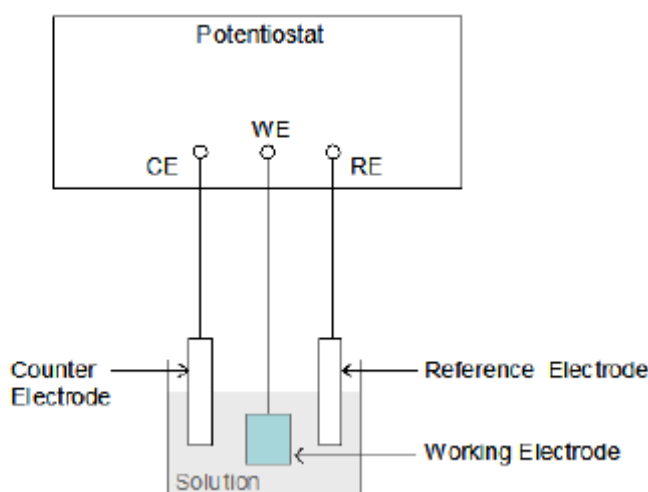 Potentiostat
WE
CE
RE
Counter
Electrode
Reference Electrode
Working Electrode
Solution